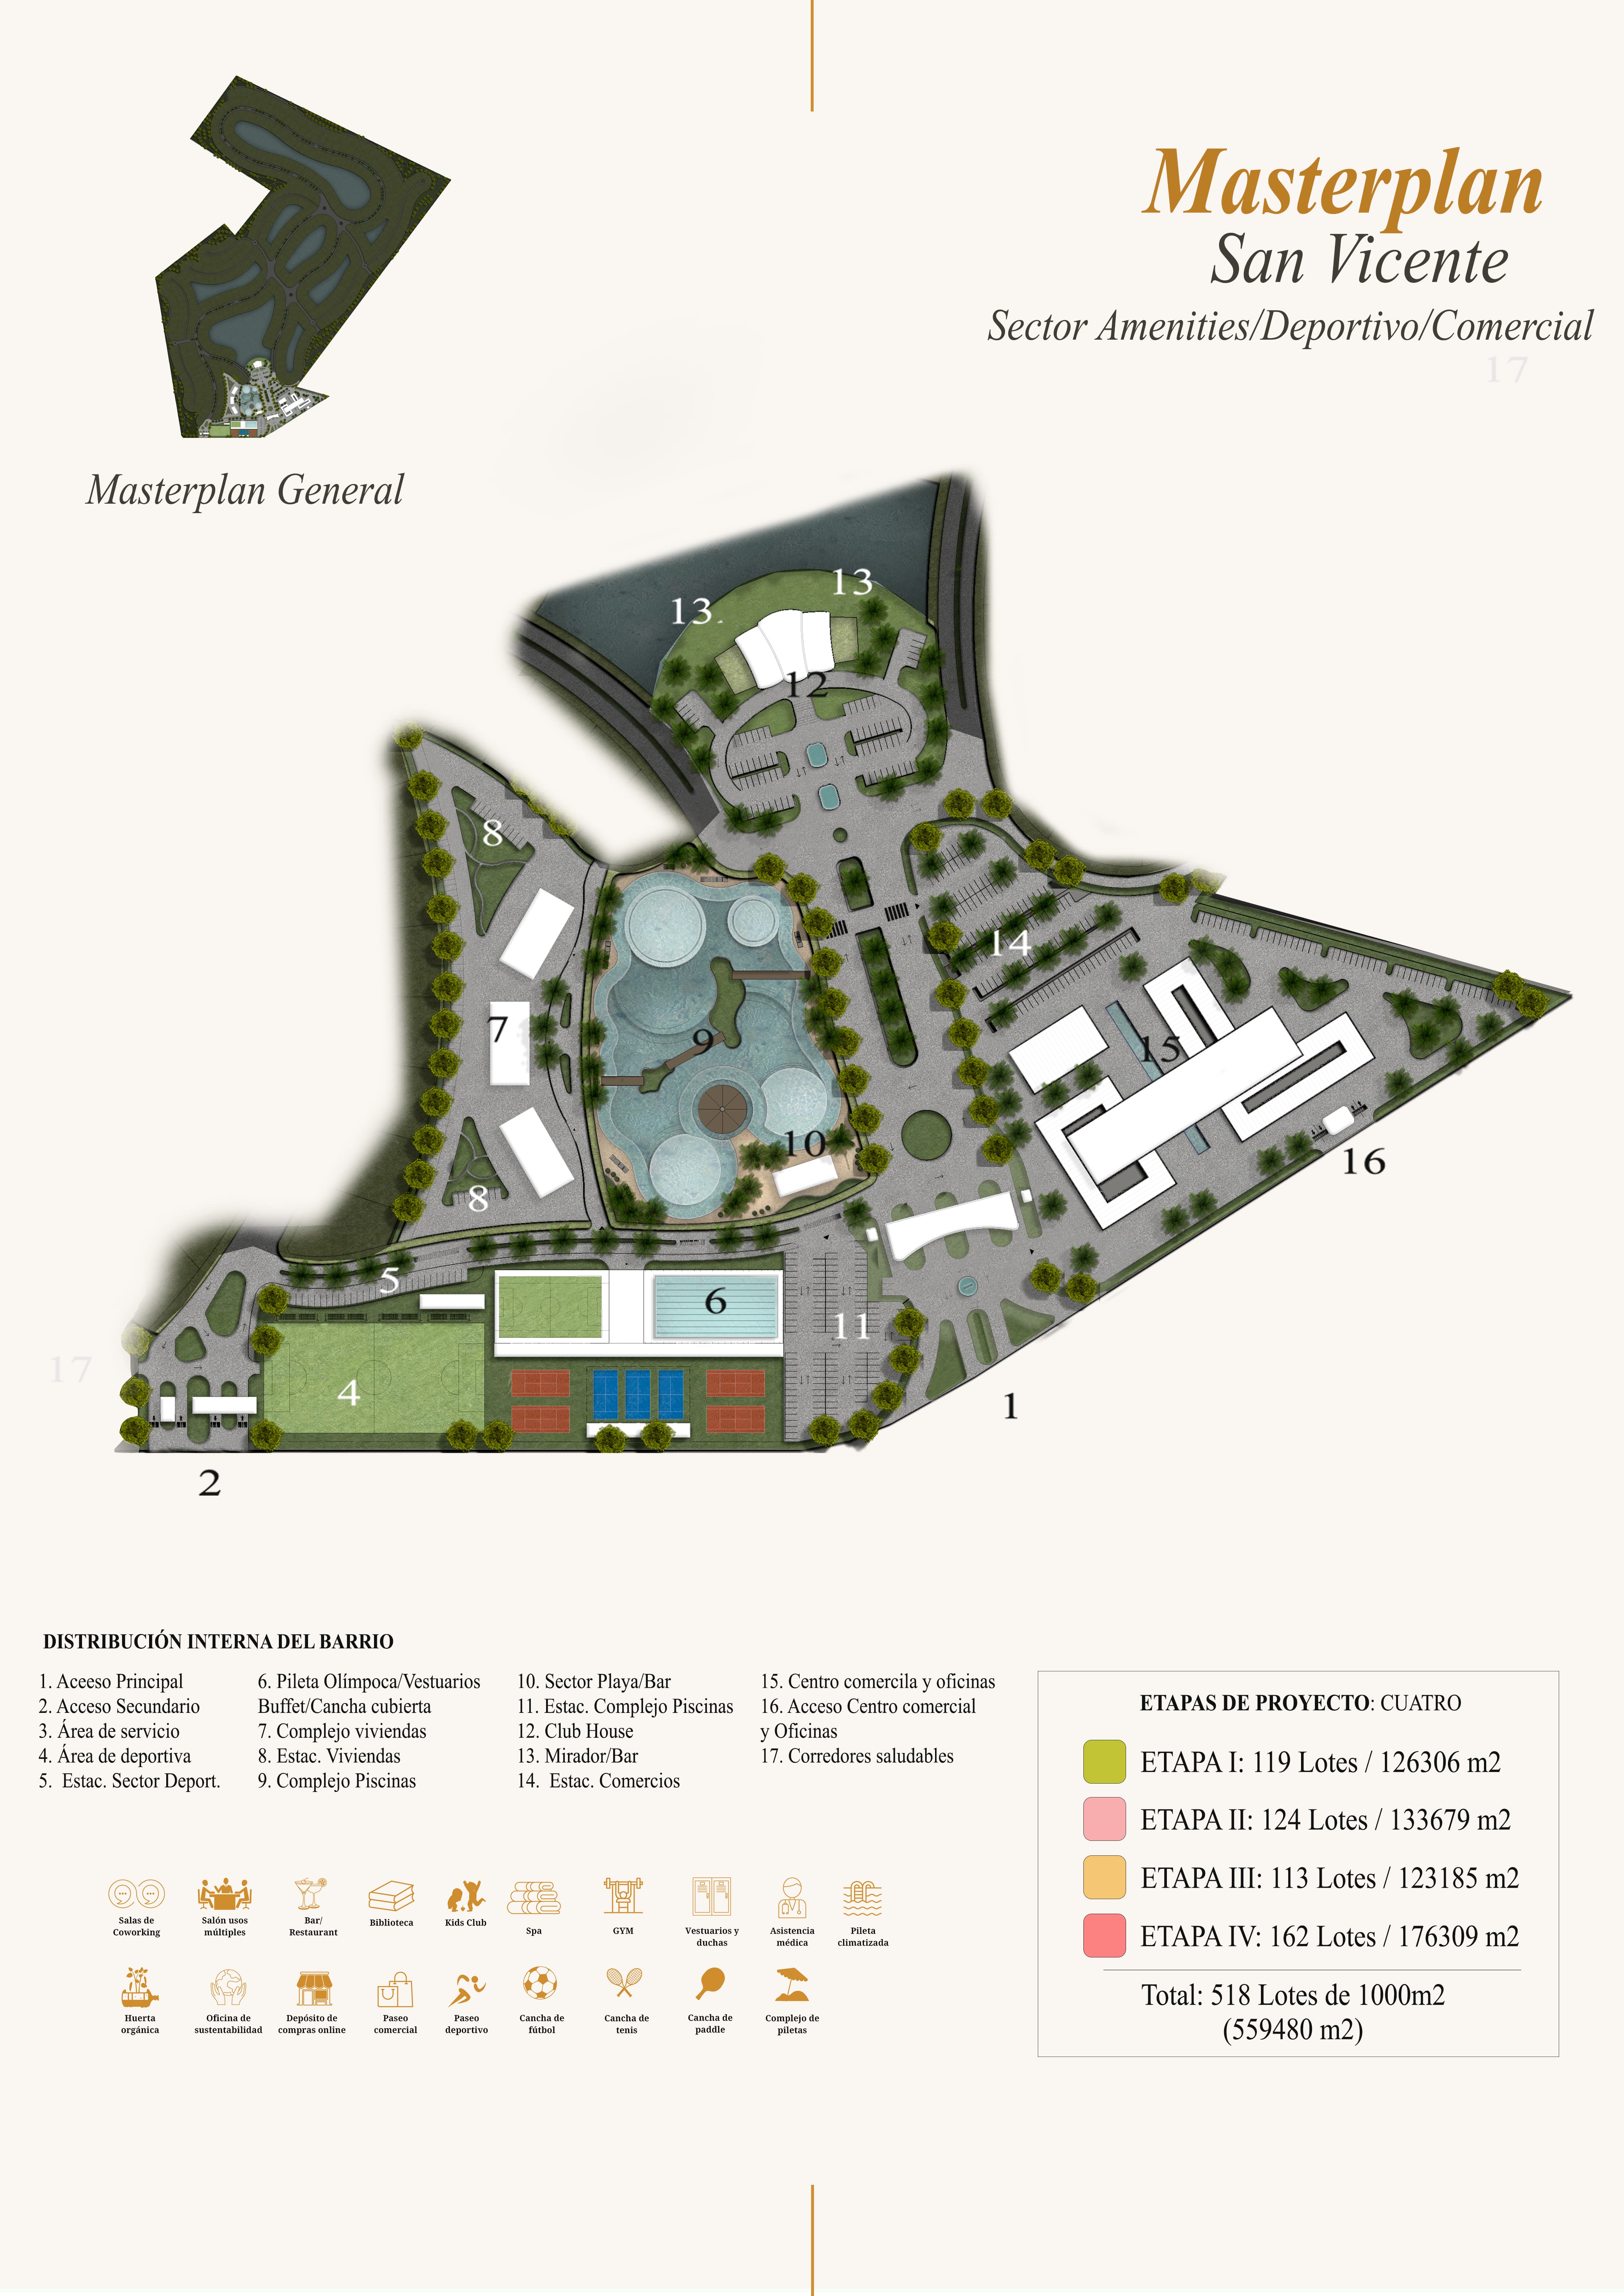 Masterplan
San Vicente
Sector Amenities/Deportivo/Comercial
17
Masterplan General
13
13.
12
8
14
7
9
15
10
16
8
5
6
11
17
4
1
2
DISTRIBUCIÓN INTERNA DEL BARRIO
1. Aceeso Principal
2. Acceso Secundario
3. Área de servicio
4. Área de deportiva
5. Estac. Sector Deport.
6. Pileta Olímpoca/Vestuarios
Buffet/Cancha cubierta
7. Complejo viviendas
8. Estac. Viviendas
9. Complejo Piscinas
10. Sector Playa/Bar
11. Estac. Complejo Piscinas
12. Club House
13. Mirador/Bar
14. Estac. Comercios
15. Centro comercila y oficinas
16. Acceso Centro comercial
y Oficinas
17. Corredores saludables
ETAPAS DE PROYECTO: CUATRO
ETAPA I: 119 Lotes / 126306 m2
ETAPA II: 124 Lotes / 133679 m2
ETAPA III: 113 Lotes / 123185 m2
ETAPA IV: 162 Lotes / 176309 m2
Total: 518 Lotes de 1000m2
(559480 m2)
Salas de
Coworking
Salón usos
múltiples
Bar/
Restaurant
Biblioteca
Kids Club
Spa
GYM
Vestuarios y
duchas
Asistencia
médica
Pileta
climatizada
Huerta
orgánica
Oficina de
sustentabilidad
Depósito de
compras online
Paseo
comercial
Paseo
deportivo
Cancha de
fútbol
Cancha de
tenis
Cancha de
paddle
Complejo de
piletas